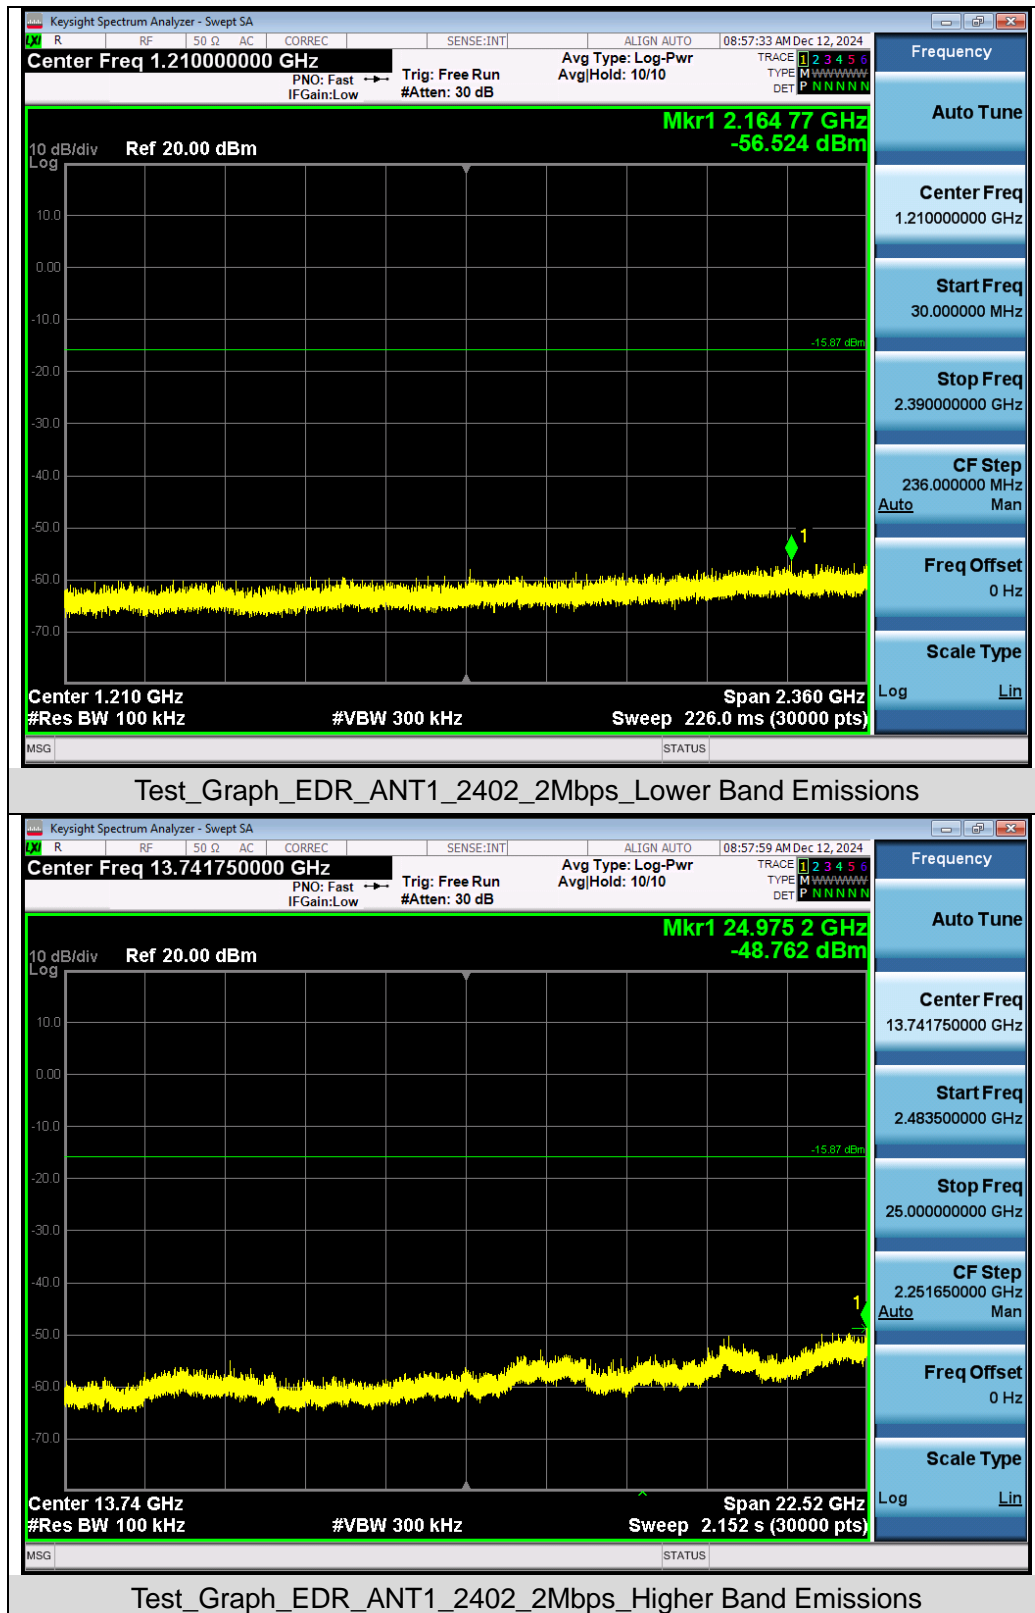 Keysight Spectrum Analyzer - Swept SA
LXI R RF 50 Ω AC CORREC SENSE:INT ALIGN AUTO 08:57:33 AM Dec 12, 2024
Center Freq 1.210000000 GHz
PNO: Fast
IFGain:Low
Trig: Free Run
#Atten: 30 dB
Avg Type: Log-Pwr
Avg|Hold: 10/10
TRACE 1 2 3 4 5 6
TYPE M W W W W W
DET P N N N N N
Mkr1 2.164 77 GHz
-56.524 dBm
10 dB/div
Log
Ref 20.00 dBm
10.0
0.00
-10.0
-15.87 dBm
-20.0
-30.0
-40.0
-50.0
1
-60.0
-70.0
Center 1.210 GHz
Span 2.360 GHz
#Res BW 100 kHz
#VBW 300 kHz
Sweep 226.0 ms (30000 pts)
MSG
STATUS
Frequency
Auto Tune
Center Freq
1.210000000 GHz
Start Freq
30.000000 MHz
Stop Freq
2.390000000 GHz
CF Step
236.000000 MHz
Auto Man
Freq Offset
0 Hz
Scale Type
Log Lin
Test_Graph_EDR_ANT1_2402_2Mbps_Lower Band Emissions
Keysight Spectrum Analyzer - Swept SA
LXI R RF 50 Ω AC CORREC SENSE:INT ALIGN AUTO 08:57:59 AM Dec 12, 2024
Center Freq 13.741750000 GHz
PNO: Fast
IFGain:Low
Trig: Free Run
#Atten: 30 dB
Avg Type: Log-Pwr
Avg|Hold: 10/10
TRACE 1 2 3 4 5 6
TYPE M W W W W W
DET P N N N N N
Mkr1 24.975 2 GHz
-48.762 dBm
10 dB/div
Log
Ref 20.00 dBm
10.0
0.00
-10.0
-15.87 dBm
-20.0
-30.0
-40.0
1
-50.0
-60.0
-70.0
Center 13.74 GHz
Span 22.52 GHz
#Res BW 100 kHz
#VBW 300 kHz
Sweep 2.152 s (30000 pts)
MSG
STATUS
Frequency
Auto Tune
Center Freq
13.741750000 GHz
Start Freq
2.483500000 GHz
Stop Freq
25.000000000 GHz
CF Step
2.251650000 GHz
Auto Man
Freq Offset
0 Hz
Scale Type
Log Lin
Test_Graph_EDR_ANT1_2402_2Mbps_Higher Band Emissions